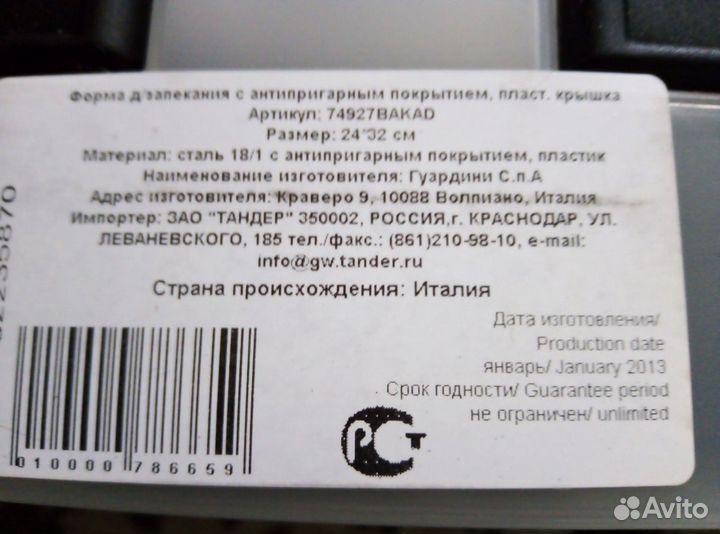 Форма д/запекания с антипригарным покрытием, пласт. крышка
Артикул: 74927BAKAD
Размер: 24*32 см
Материал: сталь 18/1 с антипригарным покрытием, пластик
Наименование изготовителя: Гуардини С.п.А
Адрес изготовителя: Краверо 9, 10088 Волпиано, Италия
Импортер: ЗАО "ТАНДЕР" 350002, РОССИЯ,г. КРАСНОДАР, УЛ.
ЛЕВАНЕВСКОГО, 185 тел./факс.: (861)210-98-10, e-mail:
info@gw.tander.ru
Страна происхождения: Италия
Дата изготовления/
Production date
январь/ January 2013
Срок годности/ Guarantee period
не ограничен/ unlimited
010000 786659
РСТ
Avito